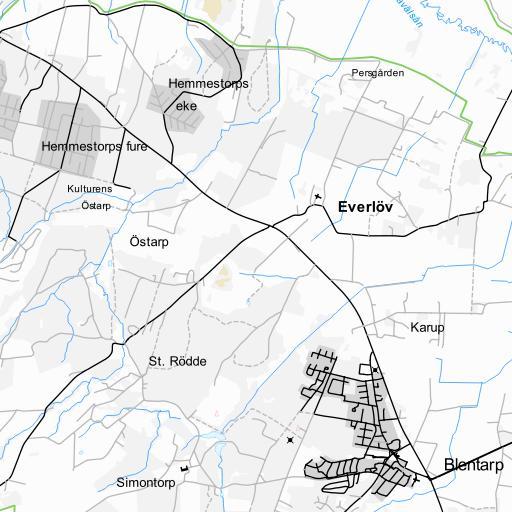 Persgården
Hemmestorps
eke
Hemmestorps fure
Kulturens
Östarp
Everlöv
Östarp
Karup
St. Rödde
Blentarp
Simontorp